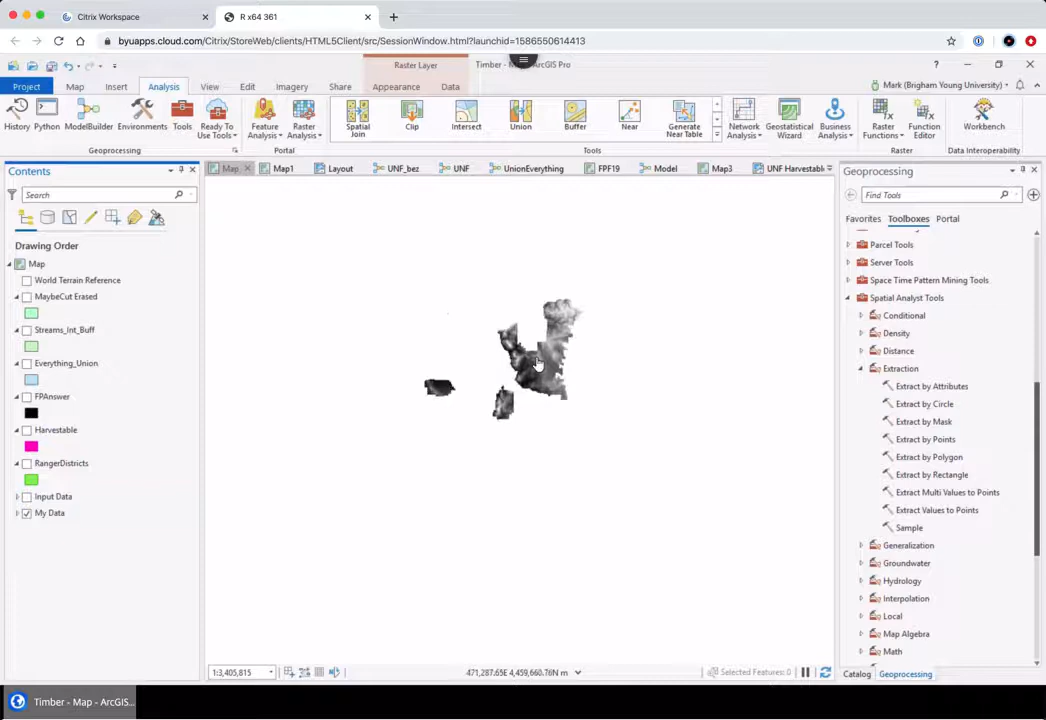 Citrix Workspace
R x64 361
byuapps.cloud.com/Citrix/StoreWeb/clients/HTML5Client/src/SessionWindow.html?launchid=1586550614413
Raster Layer
Timber - ArcGIS Pro
Project Map Insert Analysis View Edit Imagery Share Appearance Data
Mark (Brigham Young University)
History Python ModelBuilder Environments Tools Ready To Use Tools Feature Analysis Raster Analysis Spatial Join Clip Intersect Union Buffer Near Generate Near Table Network Analysis Geostatistical Wizard Business Analysis Raster Functions Function Editor Workbench
Geoprocessing Portal Tools Raster Data Interoperability
Contents
Search
Drawing Order
Map
World Terrain Reference
MaybeCut Erased
Streams_Int_Buff
Everything_Union
FPAnswer
Harvestable
RangerDistricts
Input Data
My Data
Map Map1 Layout UNF_bez UNF UnionEverything FPF19 Model Map3 UNF Harvestabl
1:3,405,815
471,287.65E 4,459,660.76N m
Selected Features: 0
Geoprocessing
Find Tools
Favorites Toolboxes Portal
Parcel Tools
Server Tools
Space Time Pattern Mining Tools
Spatial Analyst Tools
Conditional
Density
Distance
Extraction
Extract by Attributes
Extract by Circle
Extract by Mask
Extract by Points
Extract by Polygon
Extract by Rectangle
Extract Multi Values to Points
Extract Values to Points
Sample
Generalization
Groundwater
Hydrology
Interpolation
Local
Map Algebra
Math
Catalog Geoprocessing
Timber - Map - ArcGIS...